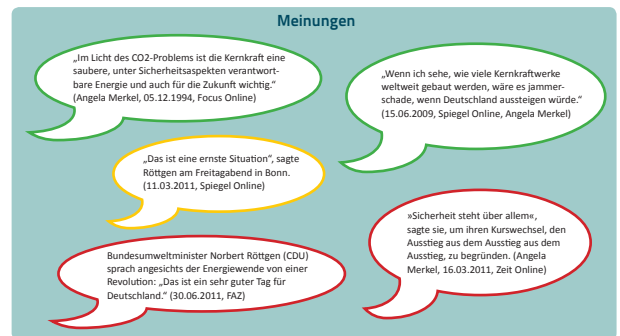 Meinungen
„Im Licht des CO2-Problems ist die Kernkraft eine
saubere, unter Sicherheitsaspekten verantwort-
bare Energie und auch für die Zukunft wichtig.“
(Angela Merkel, 05.12.1994, Focus Online)
„Wenn ich sehe, wie viele Kernkraftwerke
weltweit gebaut werden, wäre es jammer-
schade, wenn Deutschland aussteigen würde.“
(15.06.2009, Spiegel Online, Angela Merkel)
„Das ist eine ernste Situation“, sagte
Röttgen am Freitagabend in Bonn.
(11.03.2011, Spiegel Online)
»Sicherheit steht über allem«,
sagte sie, um ihren Kurswechsel, den
Ausstieg aus dem Ausstieg aus dem
Ausstieg, zu begründen. (Angela
Merkel, 16.03.2011, Zeit Online)
Bundesumweltminister Norbert Röttgen (CDU)
sprach angesichts der Energiewende von einer
Revolution: „Das ist ein sehr guter Tag für
Deutschland.“ (30.06.2011, FAZ)